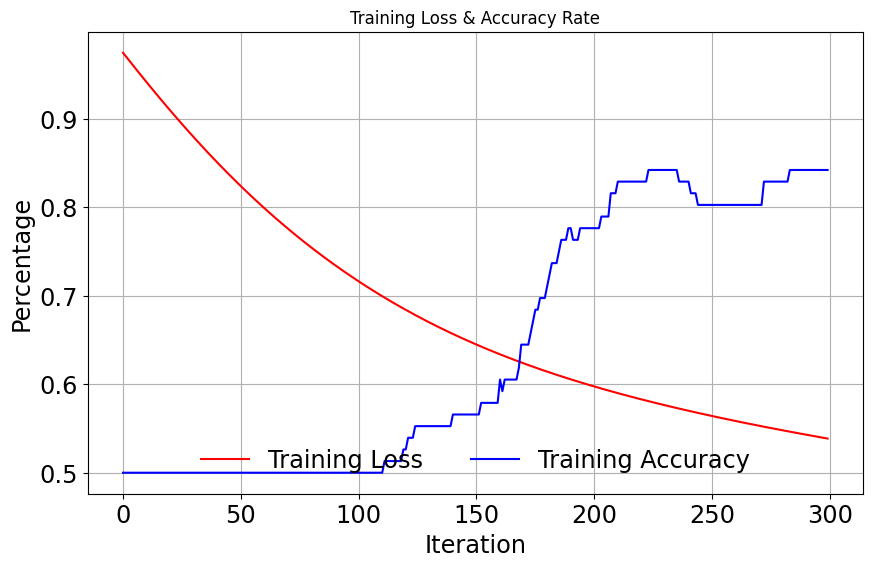 Training Loss & Accuracy Rate
Percentage
0.9
0.8
0.7
0.6
0.5
Training Loss
Training Accuracy
0 50 100 150 200 250 300
Iteration